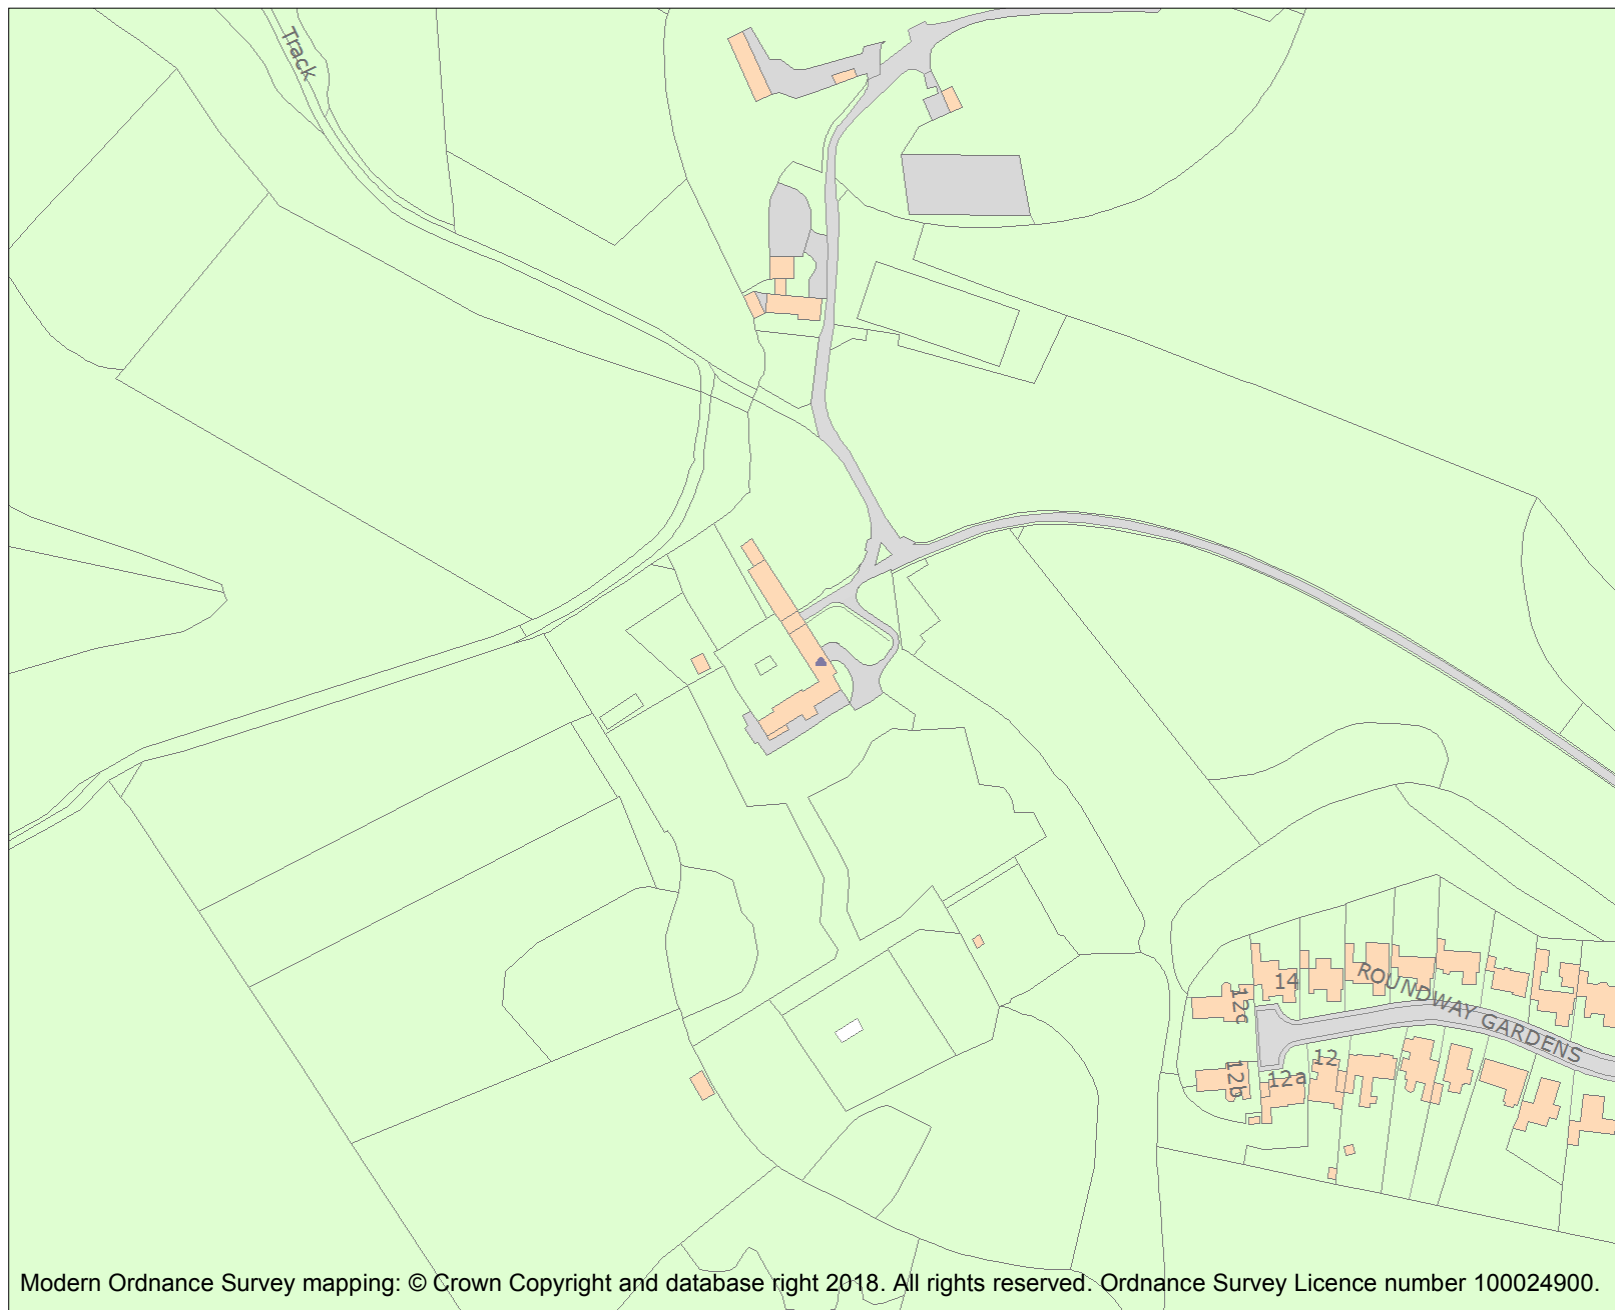 Track
ROUNDWAY GARDENS
14
12c
12
12a
12b
Modern Ordnance Survey mapping: © Crown Copyright and database right 2018. All rights reserved. Ordnance Survey Licence number 100024900.